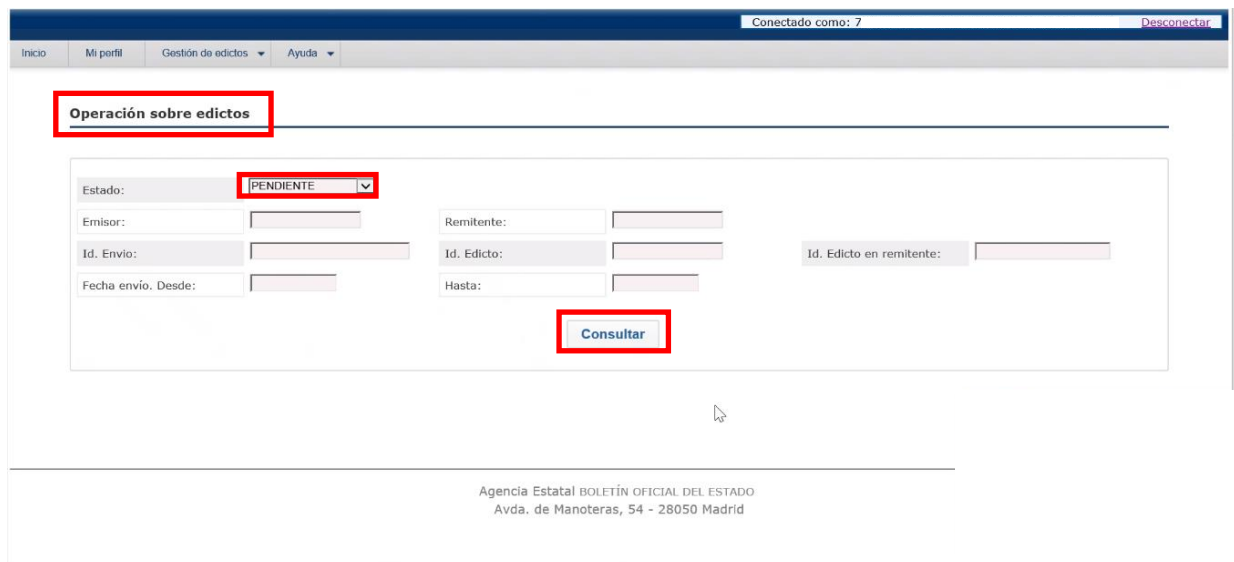 Conectado como: 7 Desconectar
Inicio Mi perfil Gestión de edictos Ayuda
Operación sobre edictos
Estado: PENDIENTE
Emisor: Remitente:
Id. Envio: Id. Edicto: Id. Edicto en remitente:
Fecha envío. Desde: Hasta:
Consultar
Agencia Estatal BOLETÍN OFICIAL DEL ESTADO
Avda. de Manoteras, 54 - 28050 Madrid